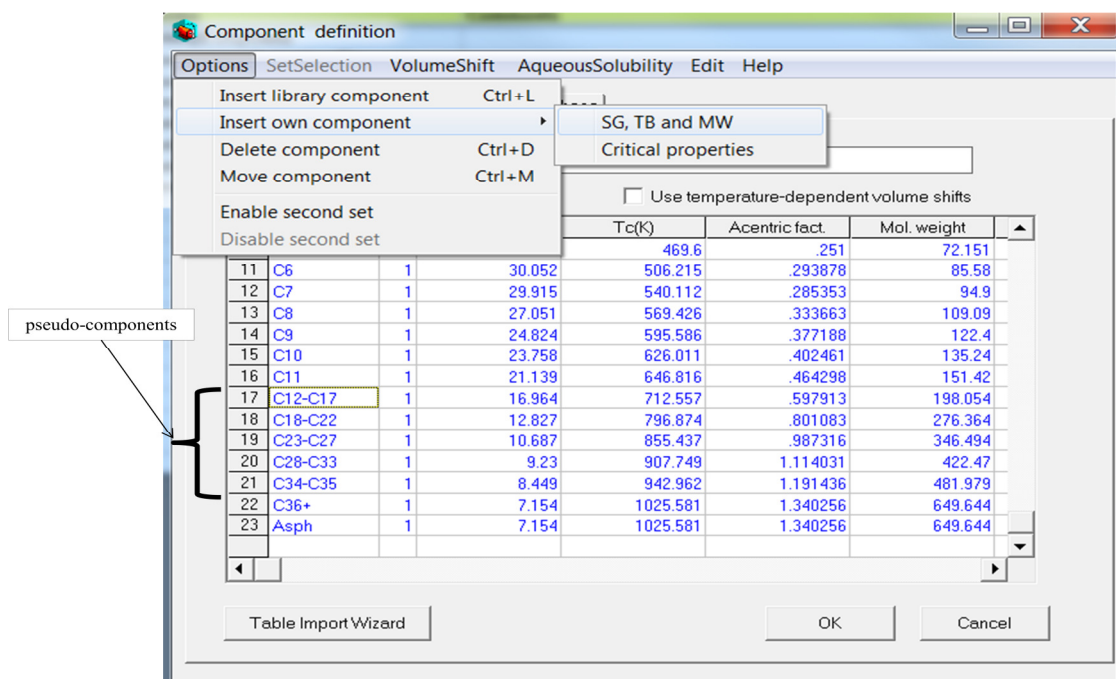 Component definition
Options SetSelection VolumeShift AqueousSolubility Edit Help
Insert library component Ctrl+L
Insert own component
SG, TB and MW
Delete component Ctrl+D
Critical properties
Move component Ctrl+M
Use temperature-dependent volume shifts
Enable second set
Disable second set
Tc(K) Acentric fact. Mol. weight
469.6 .251 72.151
11 C6 1 30.052 506.215 .293878 85.58
12 C7 1 29.915 540.112 .285353 94.9
13 C8 1 27.051 569.426 .333663 109.09
pseudo-components
14 C9 1 24.824 595.586 .377188 122.4
15 C10 1 23.758 626.011 .402461 135.24
16 C11 1 21.139 646.816 .464298 151.42
17 C12-C17 1 16.964 712.557 .597913 198.054
18 C18-C22 1 12.827 796.874 .801083 276.364
19 C23-C27 1 10.687 855.437 .987316 346.494
20 C28-C33 1 9.23 907.749 1.114031 422.47
21 C34-C35 1 8.449 942.962 1.191436 481.979
22 C36+ 1 7.154 1025.581 1.340256 649.644
23 Asph 1 7.154 1025.581 1.340256 649.644
Table Import Wizard OK Cancel